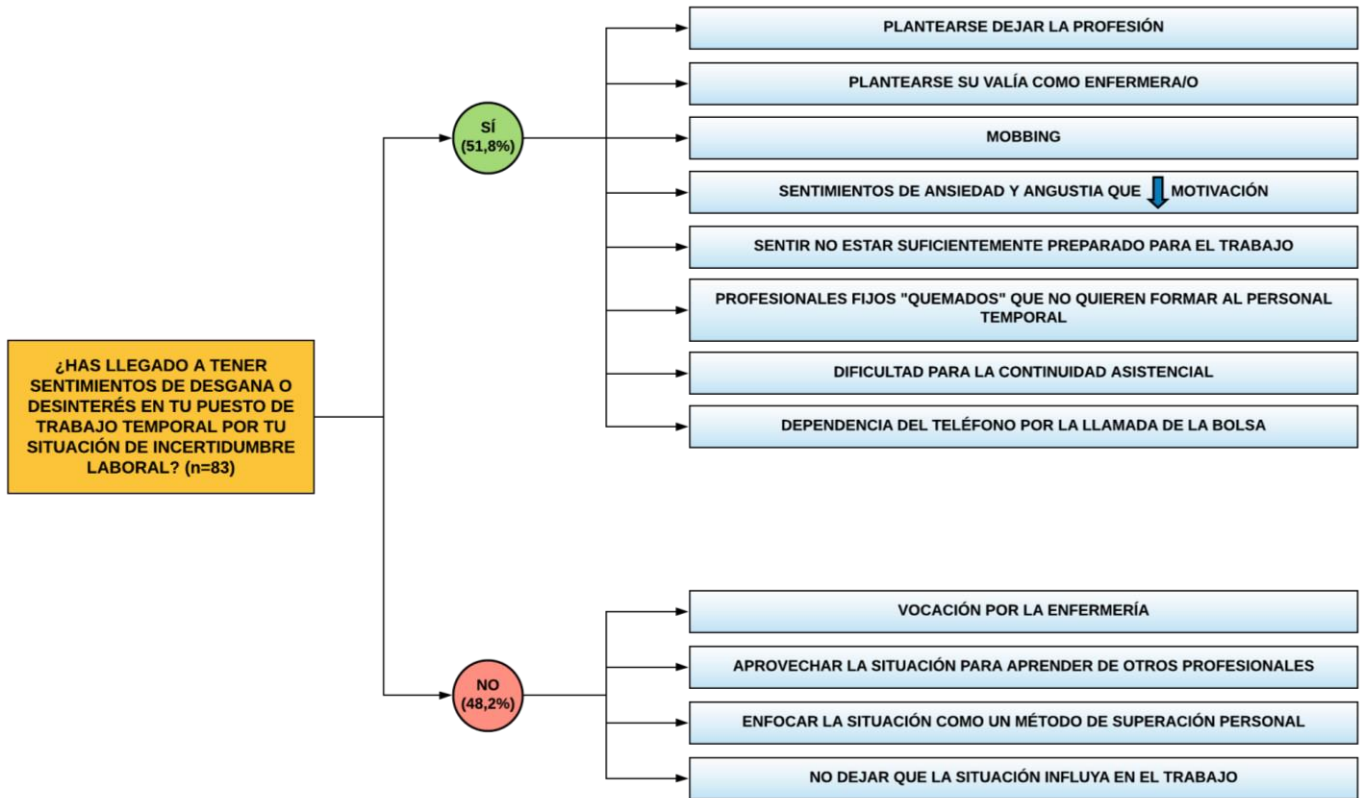 ¿HAS LLEGADO A TENER
SENTIMIENTOS DE DESGANA O
DESINTERÉS EN TU PUESTO DE
TRABAJO TEMPORAL POR TU
SITUACIÓN DE INCERTIDUMBRE
LABORAL? (n=83)
SÍ
(51,8%)
PLANTEARSE DEJAR LA PROFESIÓN
PLANTEARSE SU VALÍA COMO ENFERMERA/O
MOBBING
SENTIMIENTOS DE ANSIEDAD Y ANGUSTIA QUE MOTIVACIÓN
SENTIR NO ESTAR SUFICIENTEMENTE PREPARADO PARA EL TRABAJO
PROFESIONALES FIJOS "QUEMADOS" QUE NO QUIEREN FORMAR AL PERSONAL
TEMPORAL
DIFICULTAD PARA LA CONTINUIDAD ASISTENCIAL
DEPENDENCIA DEL TELÉFONO POR LA LLAMADA DE LA BOLSA
NO
(48,2%)
VOCACIÓN POR LA ENFERMERÍA
APROVECHAR LA SITUACIÓN PARA APRENDER DE OTROS PROFESIONALES
ENFOCAR LA SITUACIÓN COMO UN MÉTODO DE SUPERACIÓN PERSONAL
NO DEJAR QUE LA SITUACIÓN INFLUYA EN EL TRABAJO